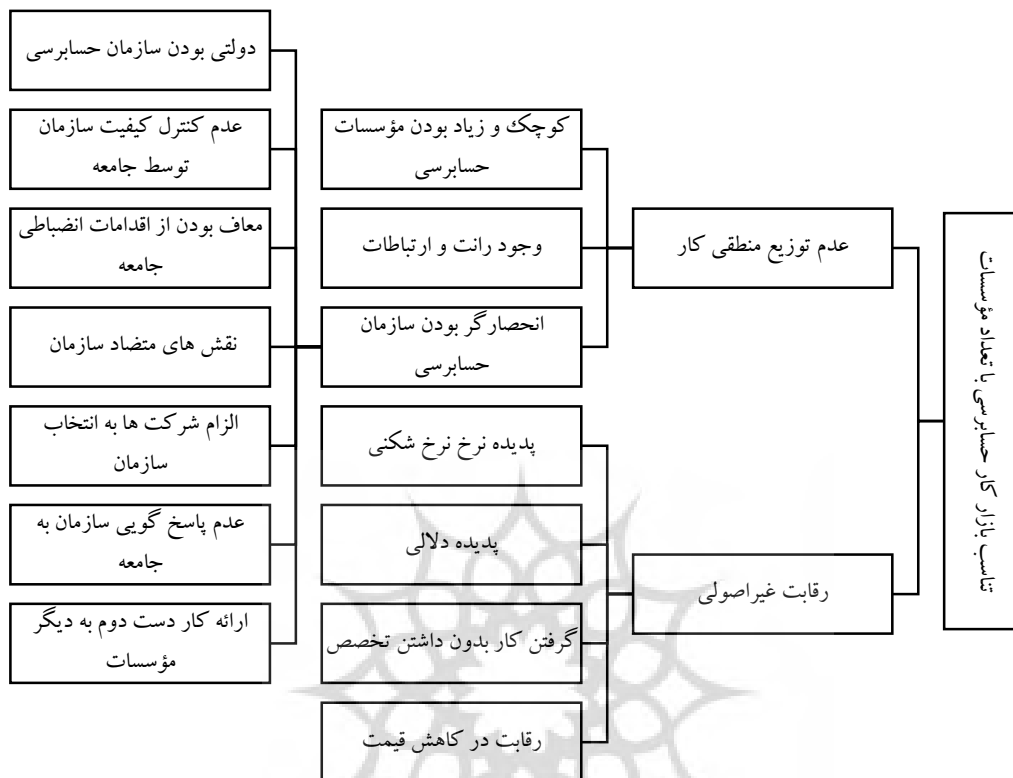 تناسب بازار کار حسابرسی با تعداد مؤسسات
عدم توزیع منطقی کار
رقابت غیراصولی
کوچک و زیاد بودن مؤسسات
حسابرسی
وجود رانت و ارتباطات
انحصارگر بودن سازمان
حسابرسی
پدیده نرخ نرخ شکنی
پدیده دلالی
گرفتن کار بدون داشتن تخصص
رقابت در کاهش قیمت
دولتی بودن سازمان حسابرسی
عدم کنترل کیفیت سازمان
توسط جامعه
معاف بودن از اقدامات انضباطی
جامعه
نقش های متضاد سازمان
الزام شرکت ها به انتخاب
سازمان
عدم پاسخ گویی سازمان به
جامعه
ارائه کار دست دوم به دیگر
مؤسسات